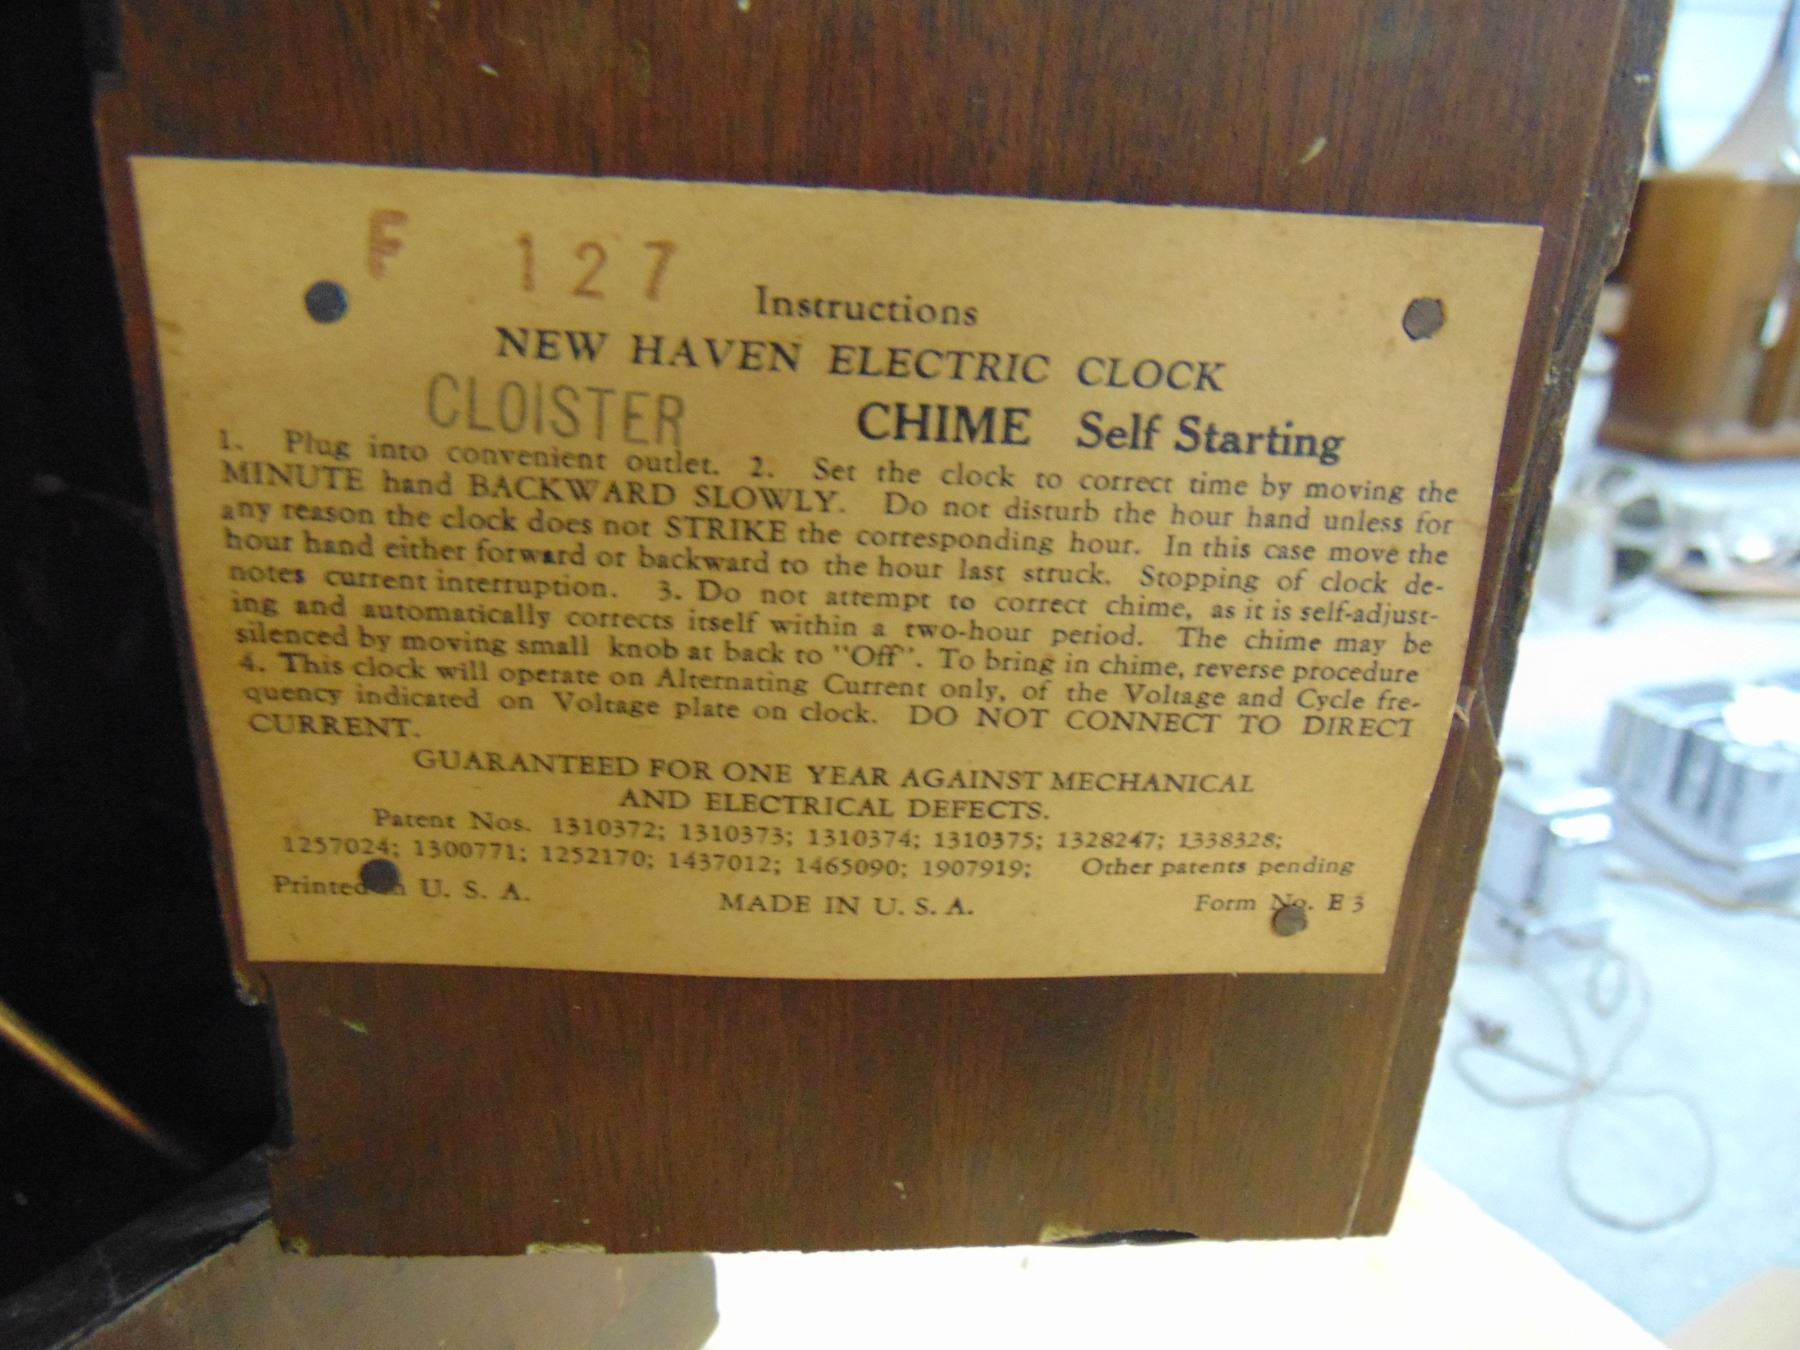 F 127
Instructions
NEW HAVEN ELECTRIC CLOCK
CLOISTER CHIME Self Starting
1. Plug into convenient outlet. 2. Set the clock to correct time by moving the
MINUTE hand BACKWARD SLOWLY. Do not disturb the hour hand unless for
any reason the clock does not STRIKE the corresponding hour. In this case move the
hour hand either forward or backward to the hour last struck. Stopping of clock de-
notes current interruption. 3. Do not attempt to correct chime, as it is self-adjust-
ing and automatically corrects itself within a two-hour period. The chime may be
silenced by moving small knob at back to "Off". To bring in chime, reverse procedure
4. This clock will operate on Alternating Current only, of the Voltage and Cycle fre-
quency indicated on Voltage plate on clock. DO NOT CONNECT TO DIRECT
CURRENT.
GUARANTEED FOR ONE YEAR AGAINST MECHANICAL
AND ELECTRICAL DEFECTS.
Patent Nos. 1310372; 1310373; 1310374; 1310375; 1328247; 1338328;
1257024; 1300771; 1252170; 1437012; 1465090; 1907919; Other patents pending
Printed in U. S. A. MADE IN U. S. A. Form No. E 3